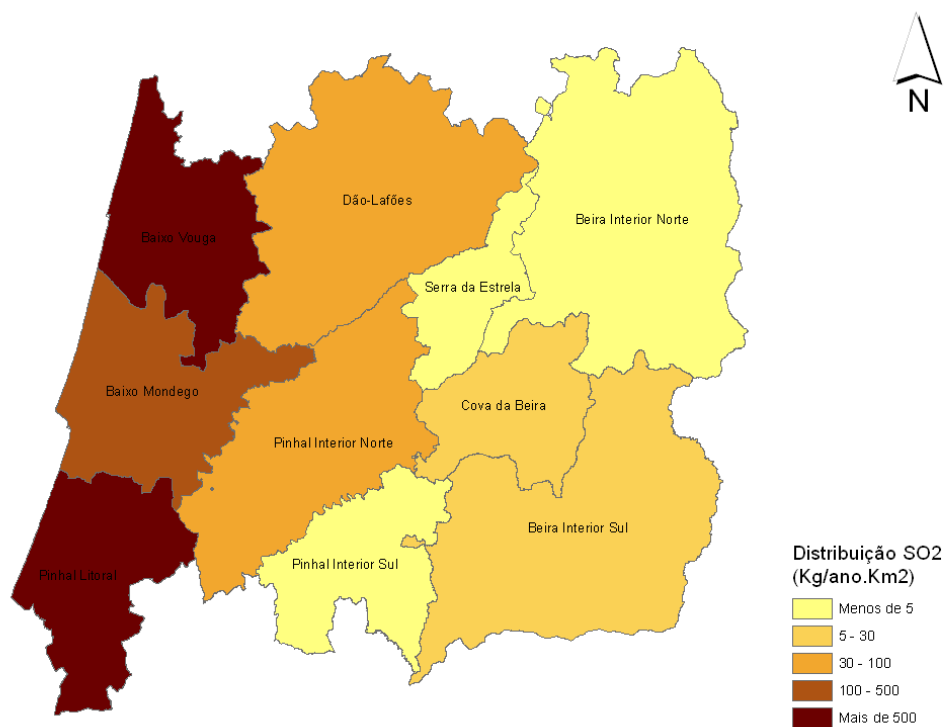 N
Dão-Lafões
Beira Interior Norte
Baixo Vouga
Serra da Estrela
Baixo Mondego
Cova da Beira
Pinhal Interior Norte
Beira Interior Sul
Pinhal Interior Sul
Pinhal Litoral
Distribuição SO2
(Kg/ano.Km2)
Menos de 5
5 - 30
30 - 100
100 - 500
Mais de 500